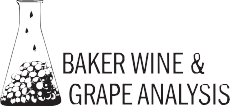 BAKER WINE &
GRAPE ANALYSIS